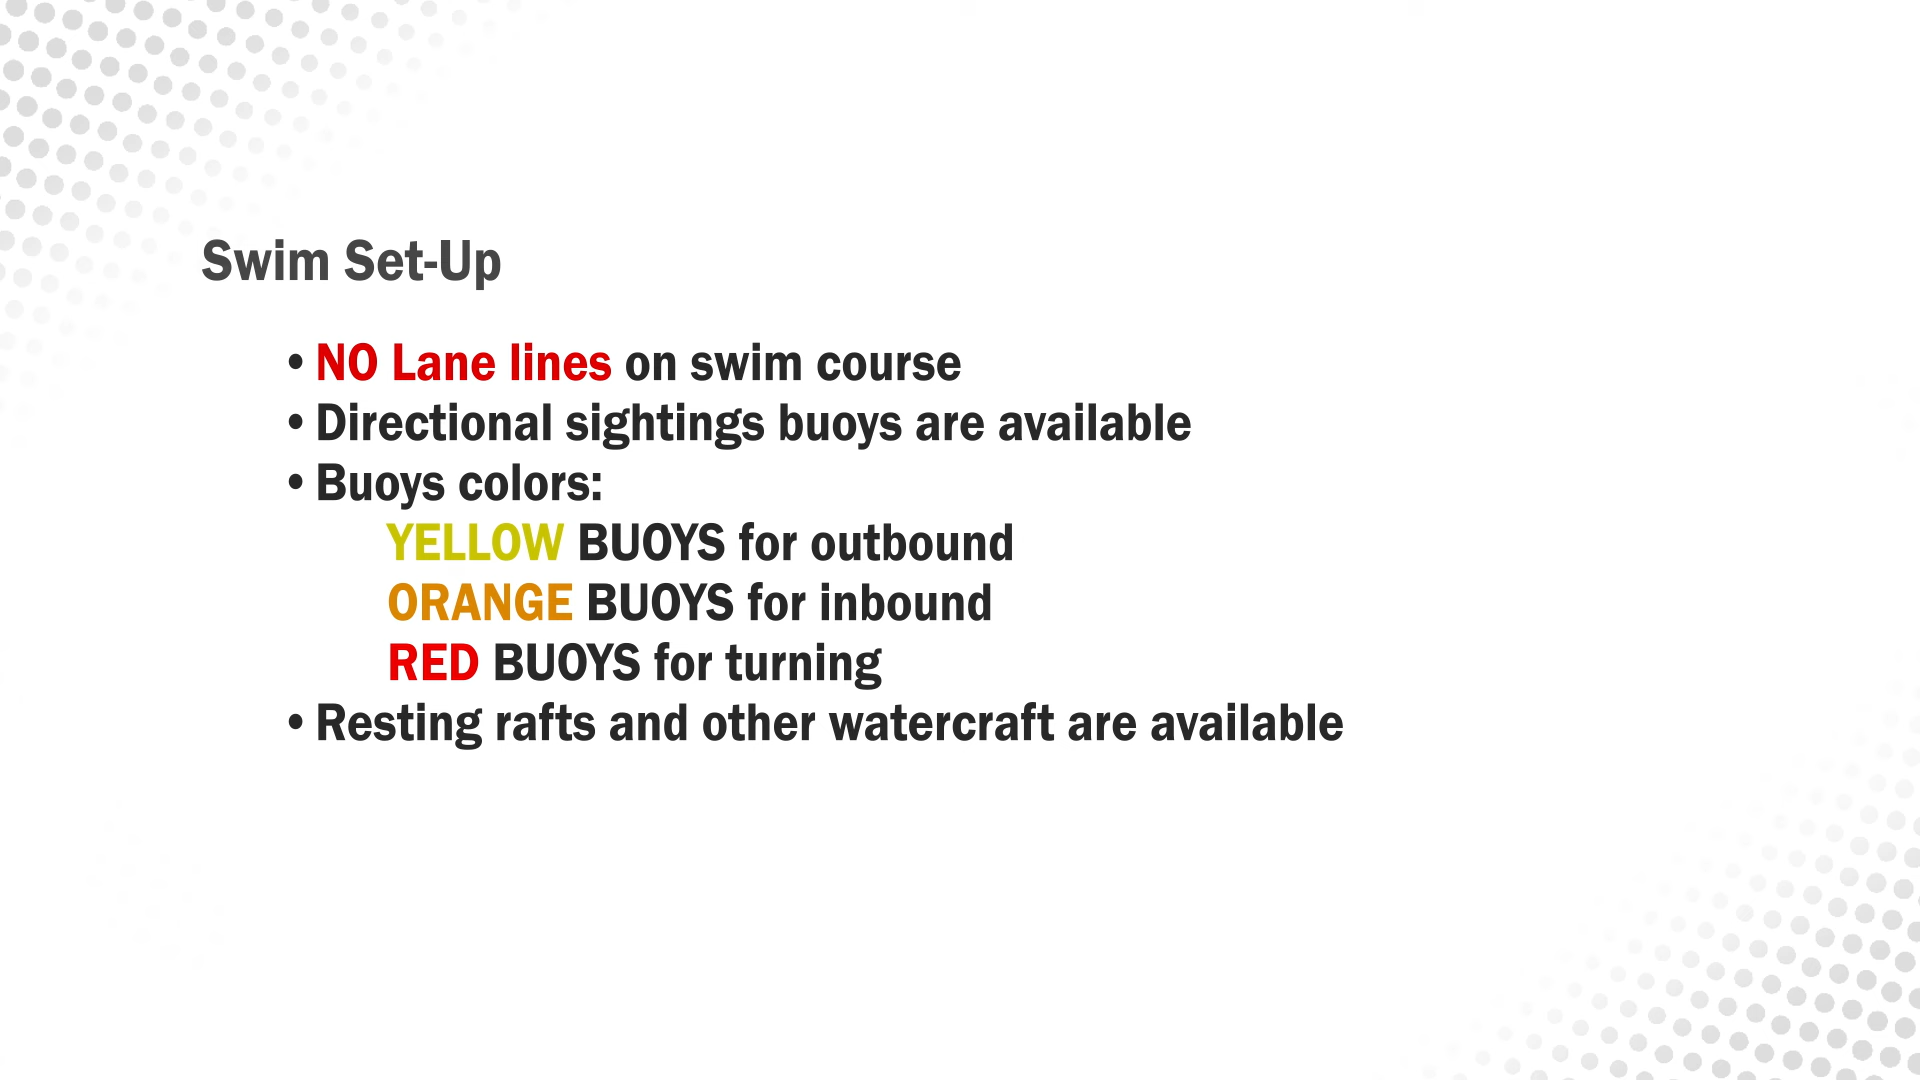 Swim Set-Up
• NO Lane lines on swim course
• Directional sightings buoys are available
• Buoys colors:
YELLOW BUOYS for outbound
ORANGE BUOYS for inbound
RED BUOYS for turning
• Resting rafts and other watercraft are available